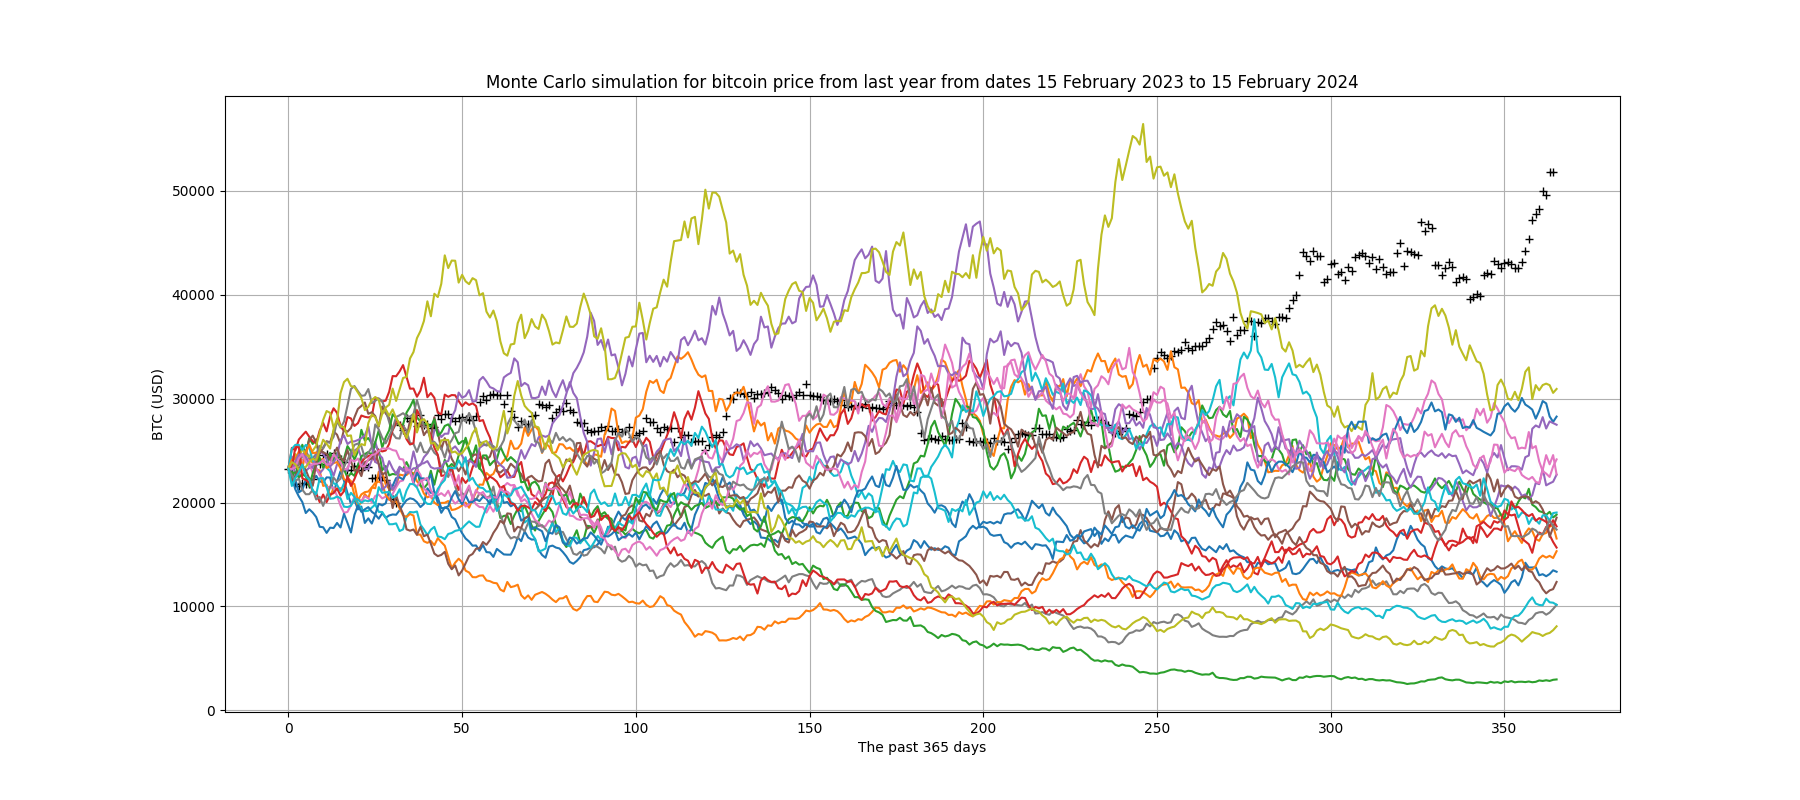 Monte Carlo simulation for bitcoin price from last year from dates 15 February 2023 to 15 February 2024
BTC (USD)
50000
40000
30000
20000
10000
0
0 50 100 150 200 250 300 350
The past 365 days